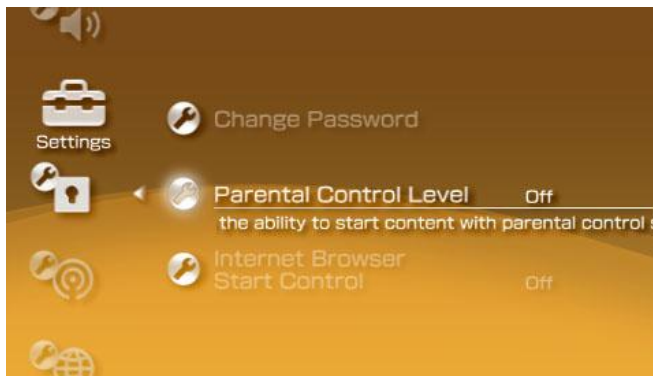 Settings
Change Password
Parental Control Level Off
the ability to start content with parental control
Internet Browser
Start Control Off